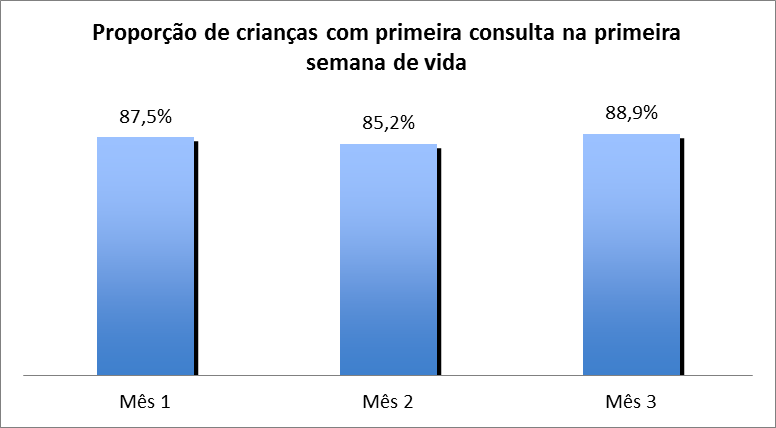 Proporção de crianças com primeira consulta na primeira
semana de vida
87,5%
85,2%
88,9%
Mês 1
Mês 2
Mês 3